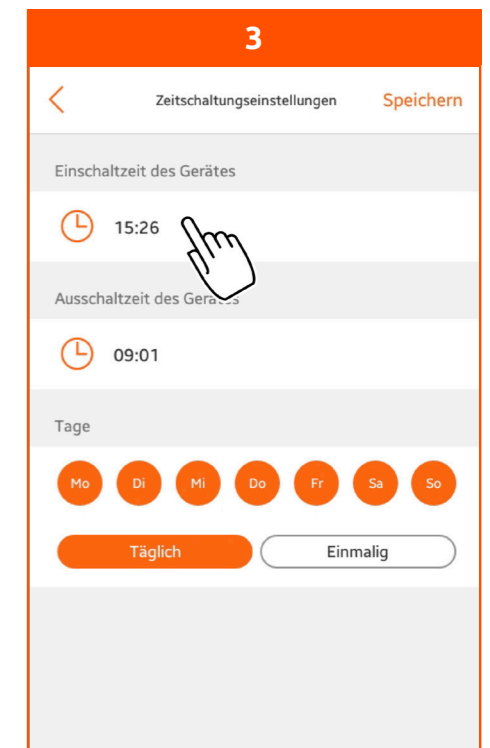 3
Zeitschaltungseinstellungen Speichern
Einschaltzeit des Gerätes
15:26
Ausschaltzeit des Gerätes
09:01
Tage
Mo Di Mi Do Fr Sa So
Täglich Einmalig